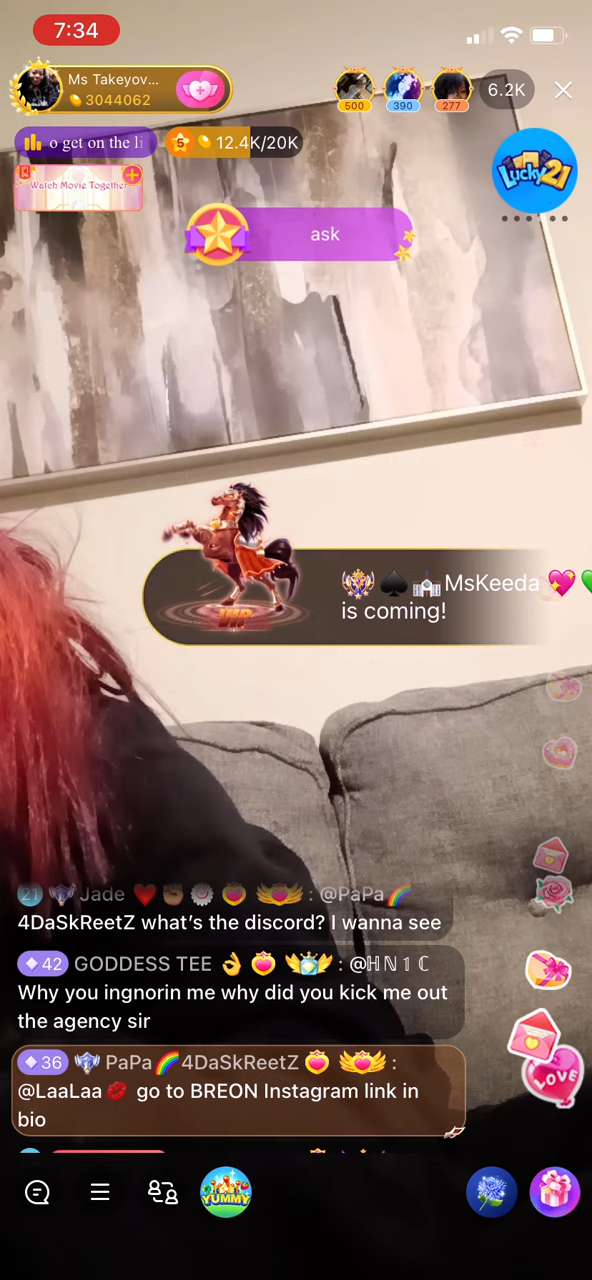 7:34
Ms Takeyov...
3044062
500
390
277
6.2K
o get on the li
5
12.4K/20K
Watch Movie Together
Lucky21
ask
VIP
MsKeeda
is coming!
21 Jade : @PaPa
4DaSkReetZ what's the discord? I wanna see
42 GODDESS TEE : @ℍℕ𝟙ℂ
Why you ingnorin me why did you kick me out
the agency sir
36 PaPa 4DaSkReetZ :
@LaaLaa go to BREON Instagram link in
bio
LOVE
YUMMY